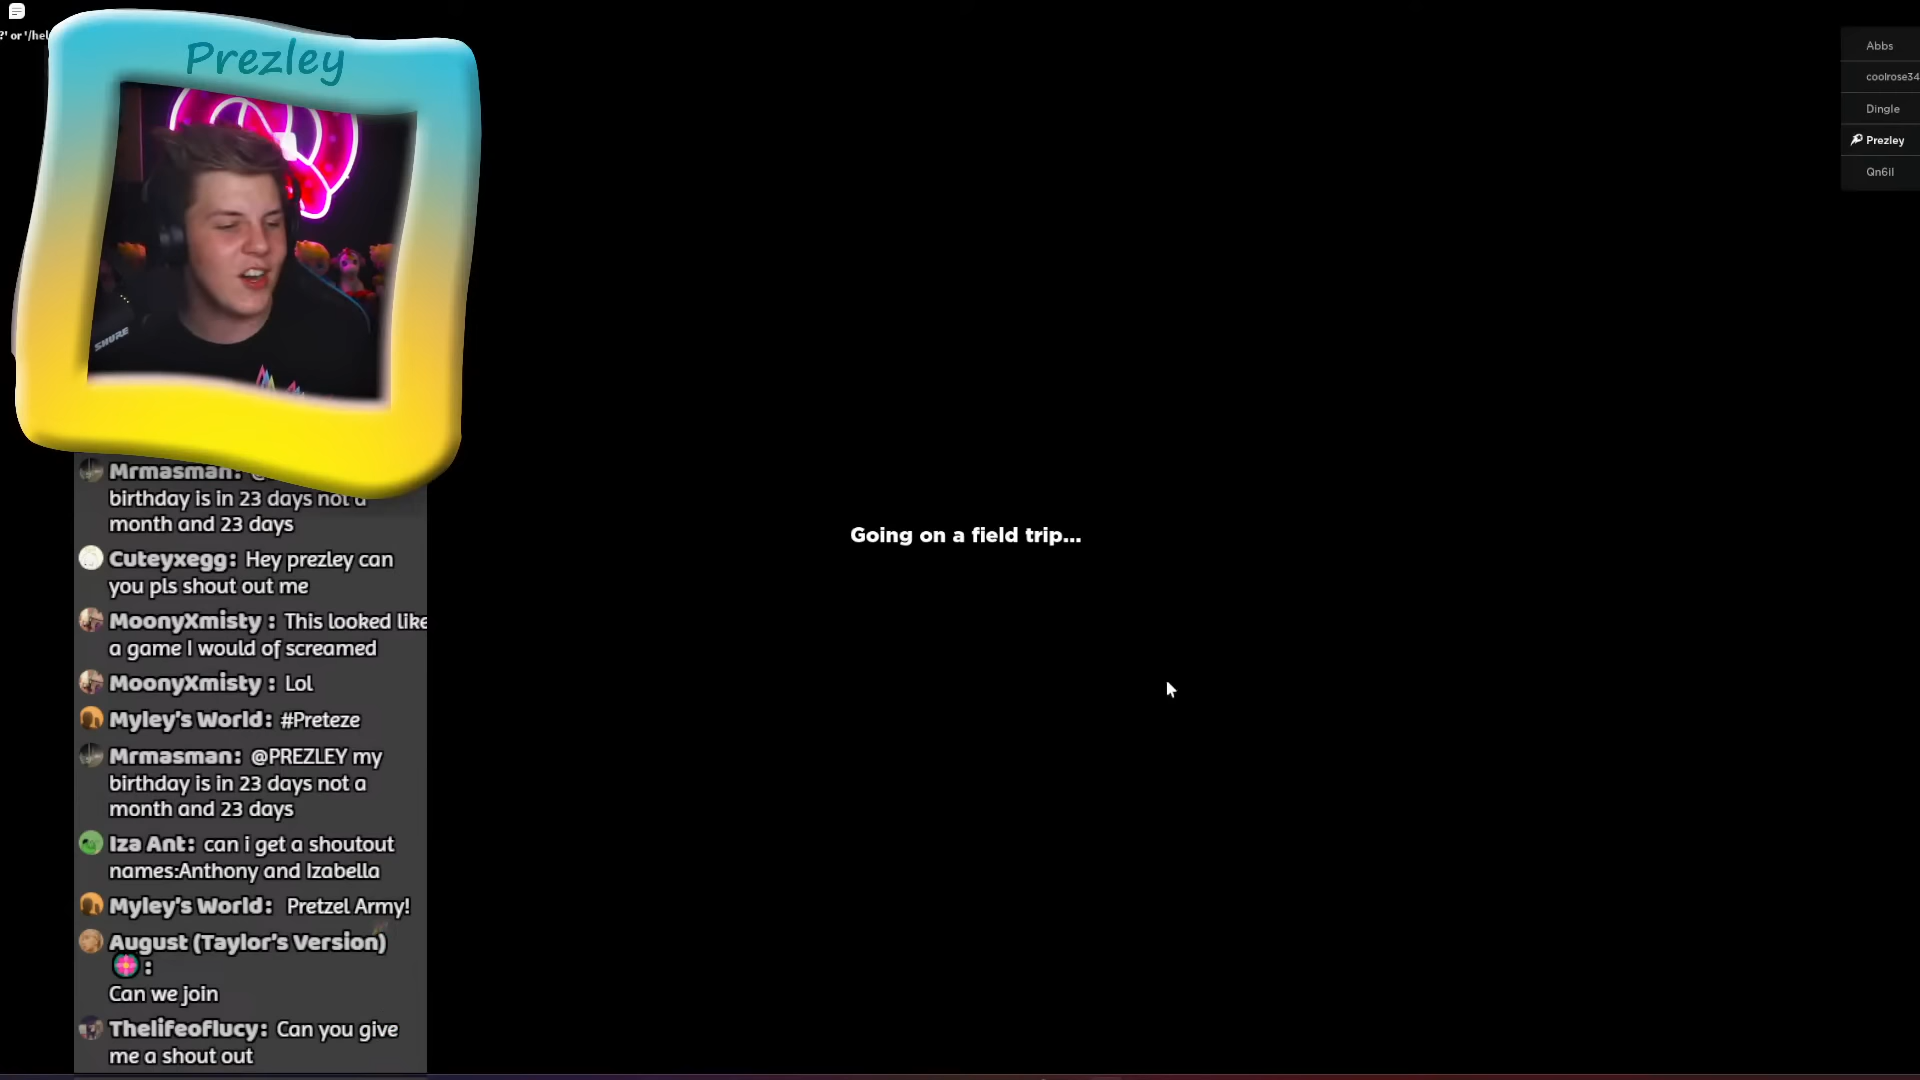 ?' or '/hel
Prezley
SHURE
Mrmasman: @
birthday is in 23 days not a
month and 23 days
Cuteyxegg: Hey prezley can
you pls shout out me
MoonyXmisty : This looked like
a game I would of screamed
MoonyXmisty : Lol
Myley's World: #Preteze
Mrmasman: @PREZLEY my
birthday is in 23 days not a
month and 23 days
Iza Ant: can i get a shoutout
names:Anthony and Izabella
Myley's World: Pretzel Army!
August (Taylor's Version)
:
Can we join
Thelifeoflucy: Can you give
me a shout out
Going on a field trip...
Abbs
coolrose34
Dingle
Prezley
Qn6il